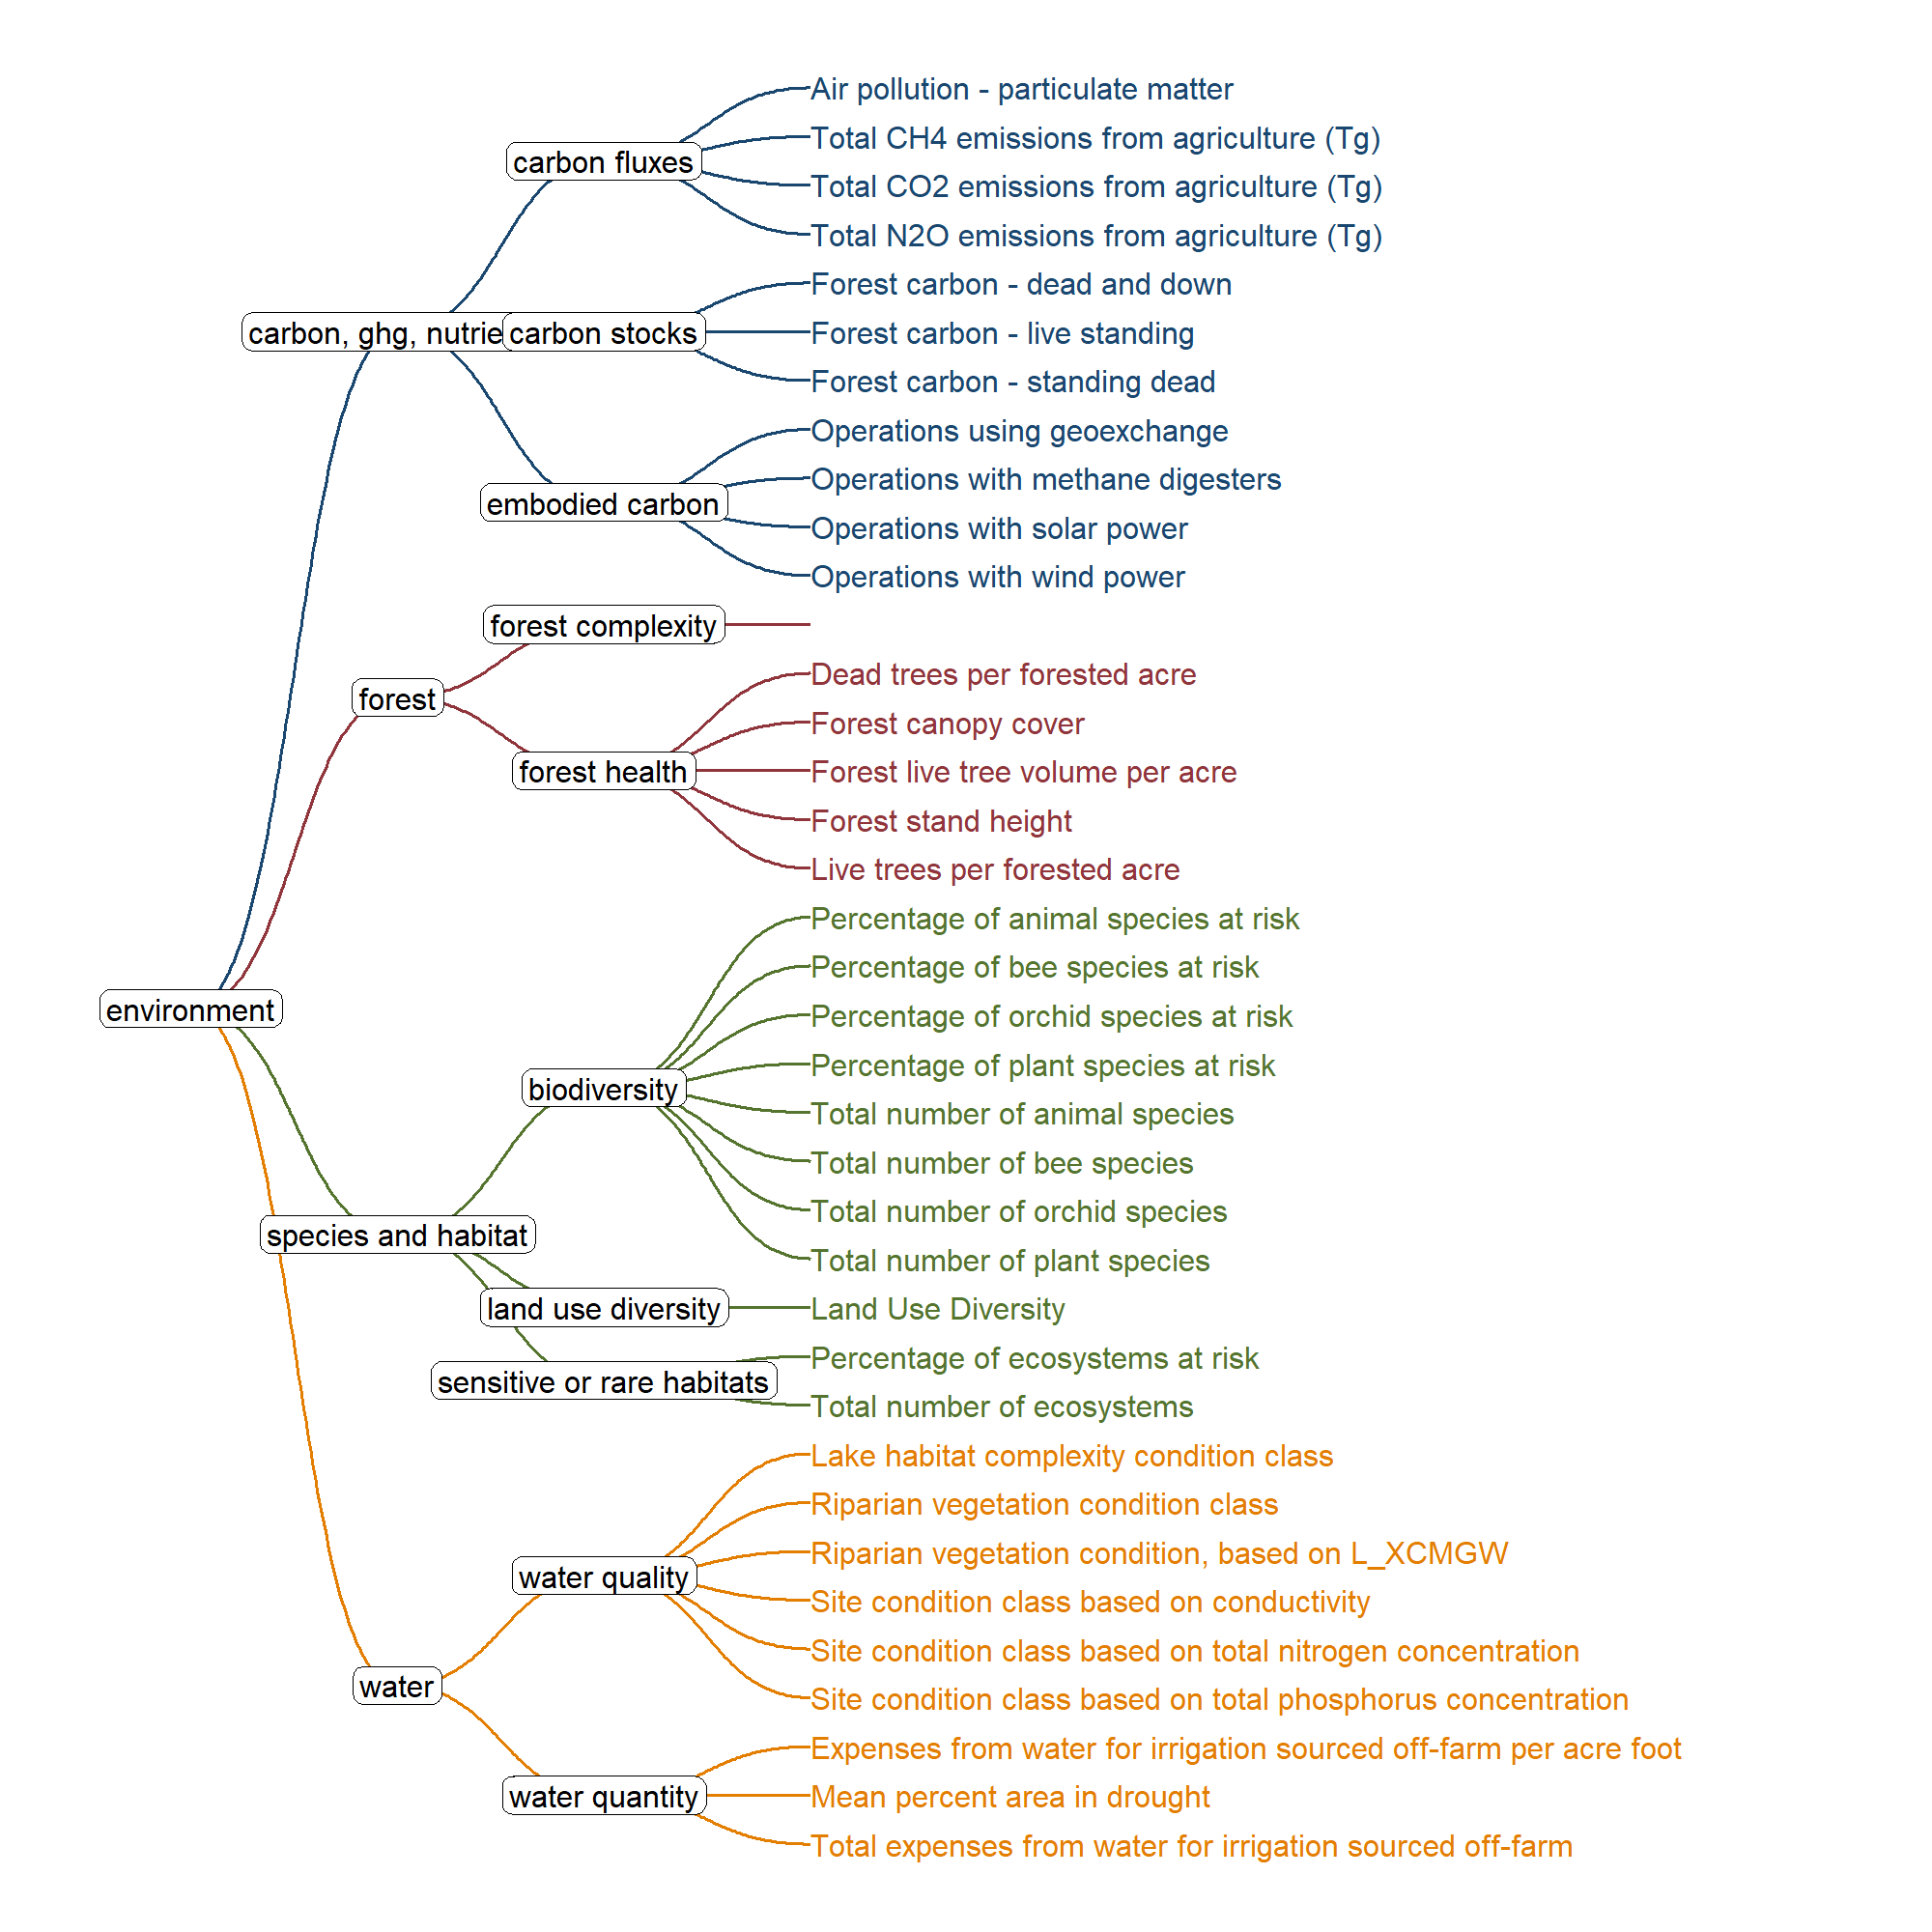 Air pollution - particulate matter
Total CH4 emissions from agriculture (Tg)
carbon fluxes
Total CO2 emissions from agriculture (Tg)
Total N2O emissions from agriculture (Tg)
Forest carbon - dead and down
carbon, ghg, nutrie
carbon stocks
Forest carbon - live standing
Forest carbon - standing dead
Operations using geoexchange
Operations with methane digesters
embodied carbon
Operations with solar power
Operations with wind power
forest complexity
Dead trees per forested acre
forest
Forest canopy cover
forest health
Forest live tree volume per acre
Forest stand height
Live trees per forested acre
Percentage of animal species at risk
Percentage of bee species at risk
environment
Percentage of orchid species at risk
Percentage of plant species at risk
biodiversity
Total number of animal species
Total number of bee species
Total number of orchid species
species and habitat
Total number of plant species
land use diversity
Land Use Diversity
Percentage of ecosystems at risk
sensitive or rare habitats
Total number of ecosystems
Lake habitat complexity condition class
Riparian vegetation condition class
Riparian vegetation condition, based on L_XCMGW
water quality
Site condition class based on conductivity
Site condition class based on total nitrogen concentration
water
Site condition class based on total phosphorus concentration
Expenses from water for irrigation sourced off-farm per acre foot
water quantity
Mean percent area in drought
Total expenses from water for irrigation sourced off-farm